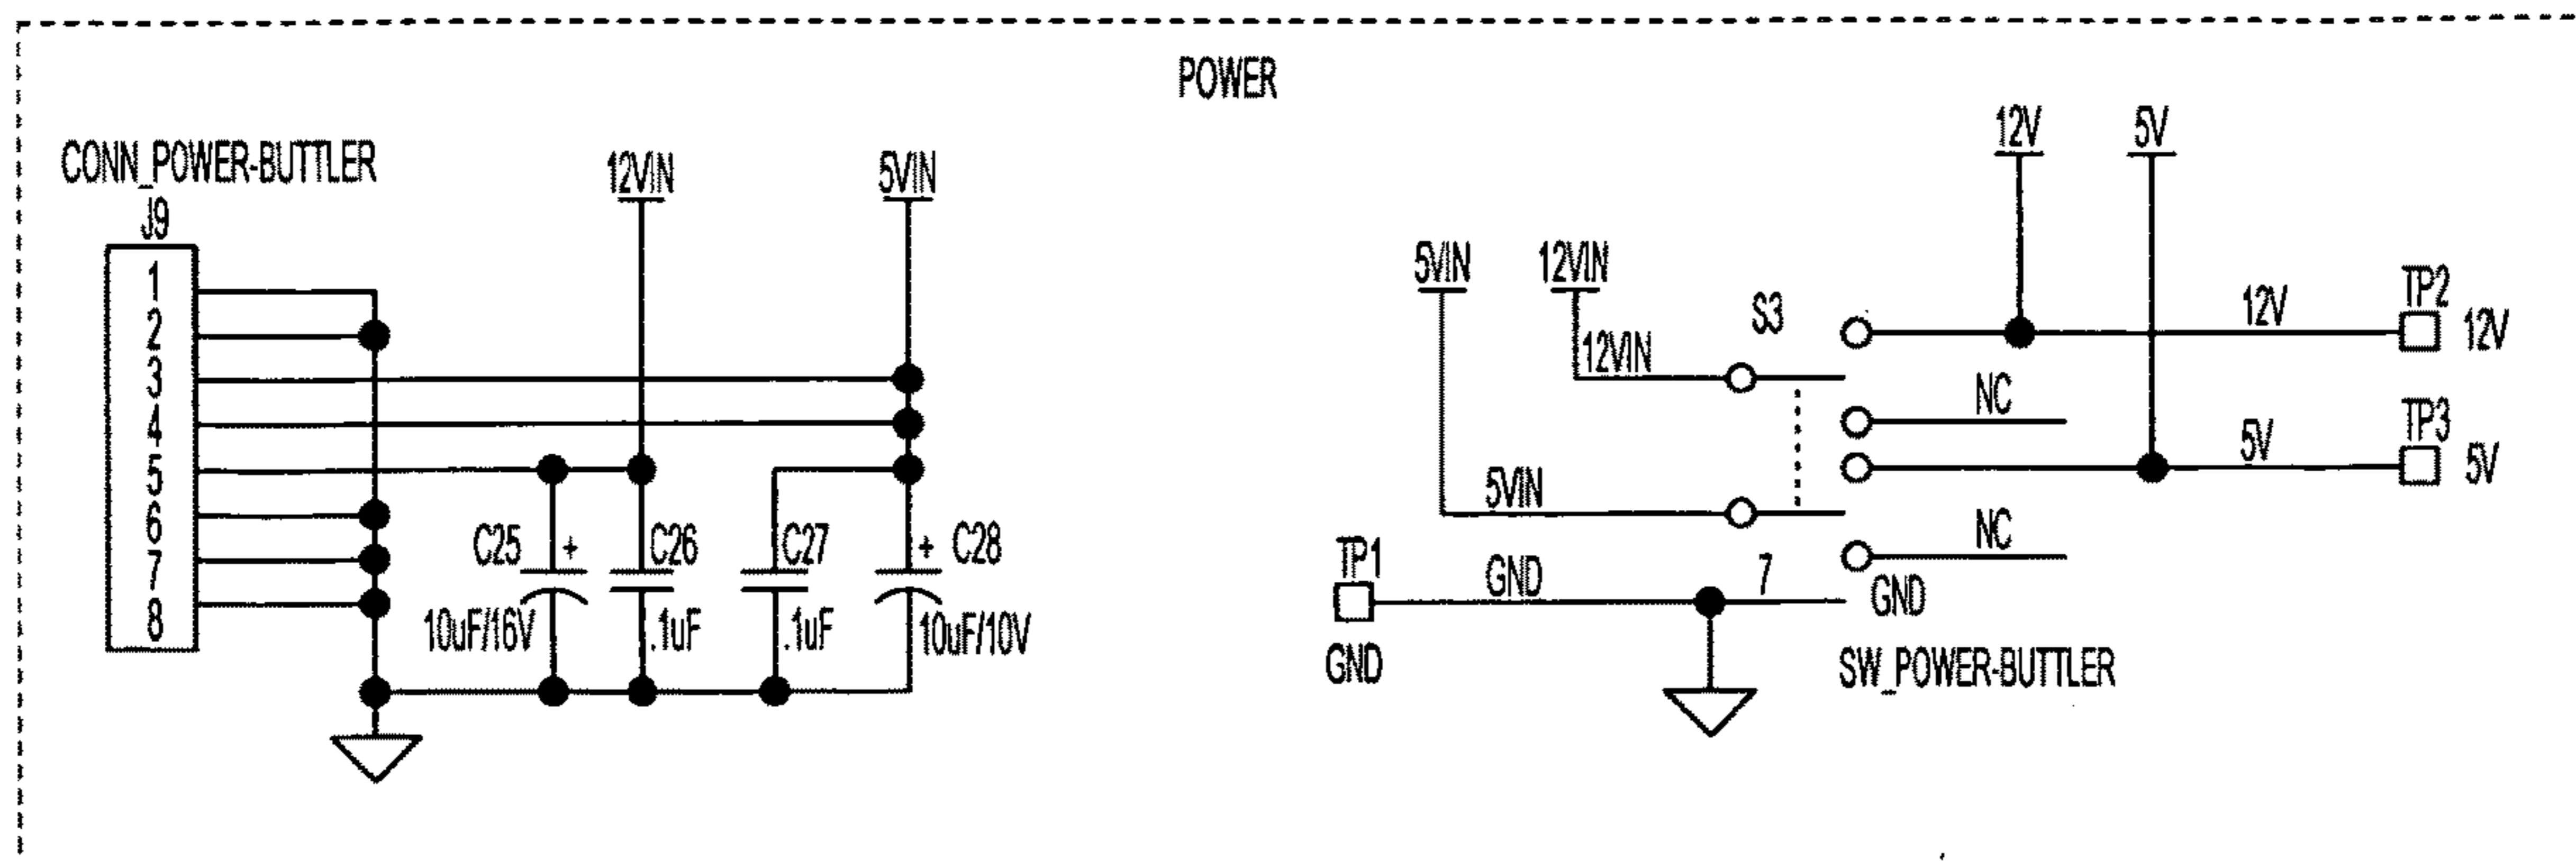 POWER
CONN_POWER-BUTTLER
J9
1
2
3
4
5
6
7
8
12VIN
5VIN
C25
+
10uF/16V
C26
.1uF
C27
.1uF
+
C28
10uF/10V
12V
5V
5VIN
12VIN
S3
12VIN
12V
TP2
12V
NC
5V
TP3
5V
5VIN
NC
TP1
GND
7
GND
GND
SW_POWER-BUTTLER